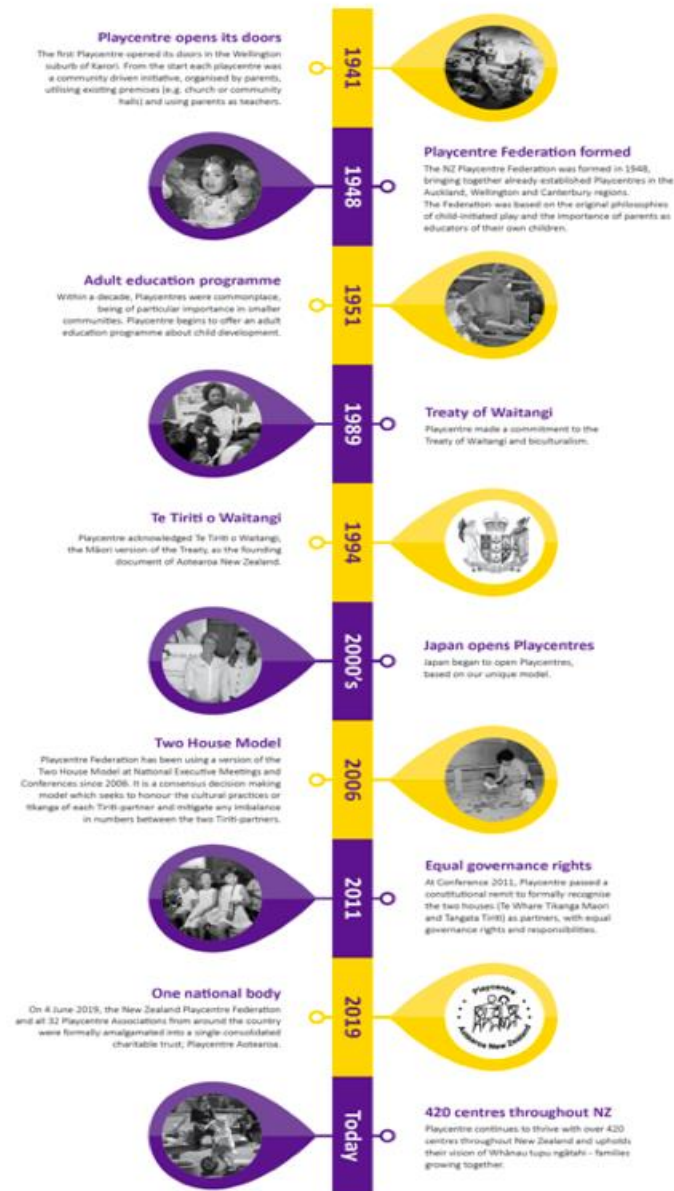 Playcentre opens its doors
The first Playcentre opened its doors in the Wellington
suburb of Karori. From the start each playcentre was
a community driven initiative, organised by parents,
utilising existing premises (e.g. church or community
halls) and using parents as teachers.
1941
1948
Playcentre Federation formed
The NZ Playcentre Federation was formed in 1948,
bringing together already established Playcentres in the
Auckland, Wellington and Canterbury regions.
The Federation was based on the original philosophies
of child-initiated play and the importance of parents as
educators of their own children.
Adult education programme
Within a decade, Playcentres were commonplace,
being of particular importance in smaller
communities. Playcentre begins to offer an adult
education programme about child development.
1951
1989
Treaty of Waitangi
Playcentre made a commitment to the
Treaty of Waitangi and biculturalism.
Te Tiriti o Waitangi
Playcentre acknowledged Te Tiriti o Waitangi,
the Māori version of the Treaty, as the founding
document of Aotearoa New Zealand.
1994
2000's
Japan opens Playcentres
Japan began to open Playcentres,
based on our unique model.
Two House Model
Playcentre Federation has been using a version of the
Two House Model at National Executive Meetings and
Conferences since 2006. It is a consensus decision making
model which seeks to honour the cultural practices or
tikanga of each Tiriti-partner and mitigate any imbalance
in numbers between the two Tiriti-partners.
2006
2011
Equal governance rights
At Conference 2011, Playcentre passed a
constitutional remit to formally recognise
the two houses (Te Whare Tikanga Maori
and Tangata Tiriti) as partners, with equal
governance rights and responsibilities.
One national body
On 4 June 2019, the New Zealand Playcentre Federation
and all 32 Playcentre Associations from around the country
were formally amalgamated into a single consolidated
charitable trust; Playcentre Aotearoa.
2019
Playcentre
Aotearoa New Zealand
Today
420 centres throughout NZ
Playcentre continues to thrive with over 420
centres throughout New Zealand and upholds
their vision of Whānau tupu ngātahi – families
growing together.